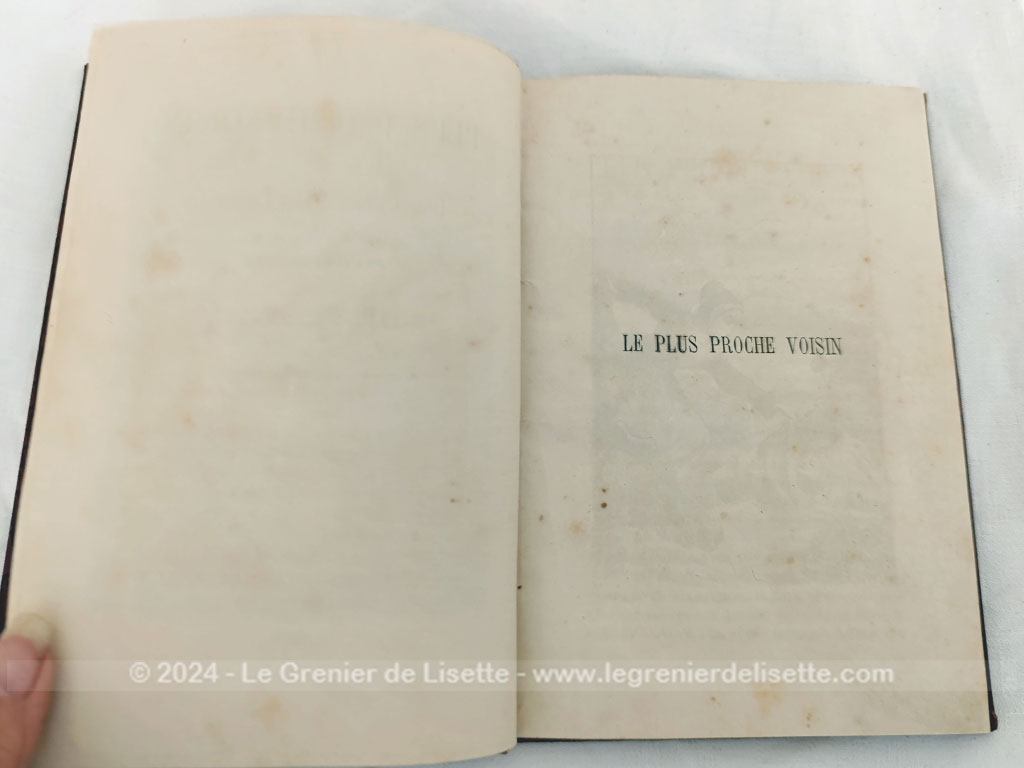 LE PLUS PROCHE VOISIN
© 2024 - Le Grenier de Lisette - www.legrenierdelisette.com